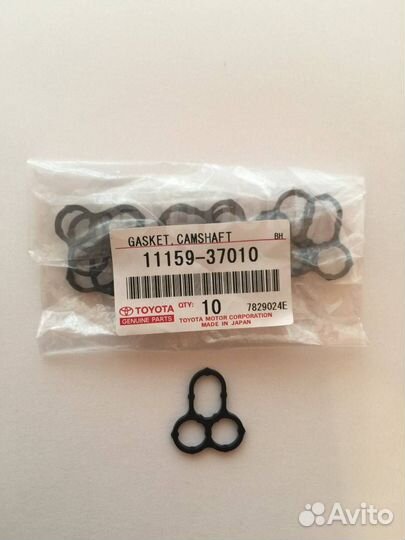 GASKET, CAMSHAFT BH
11159-37010
TOYOTA QTY: 10 7829024E
GENUINE PARTS TOYOTA MOTOR CORPORATION
MADE IN JAPAN
Avito